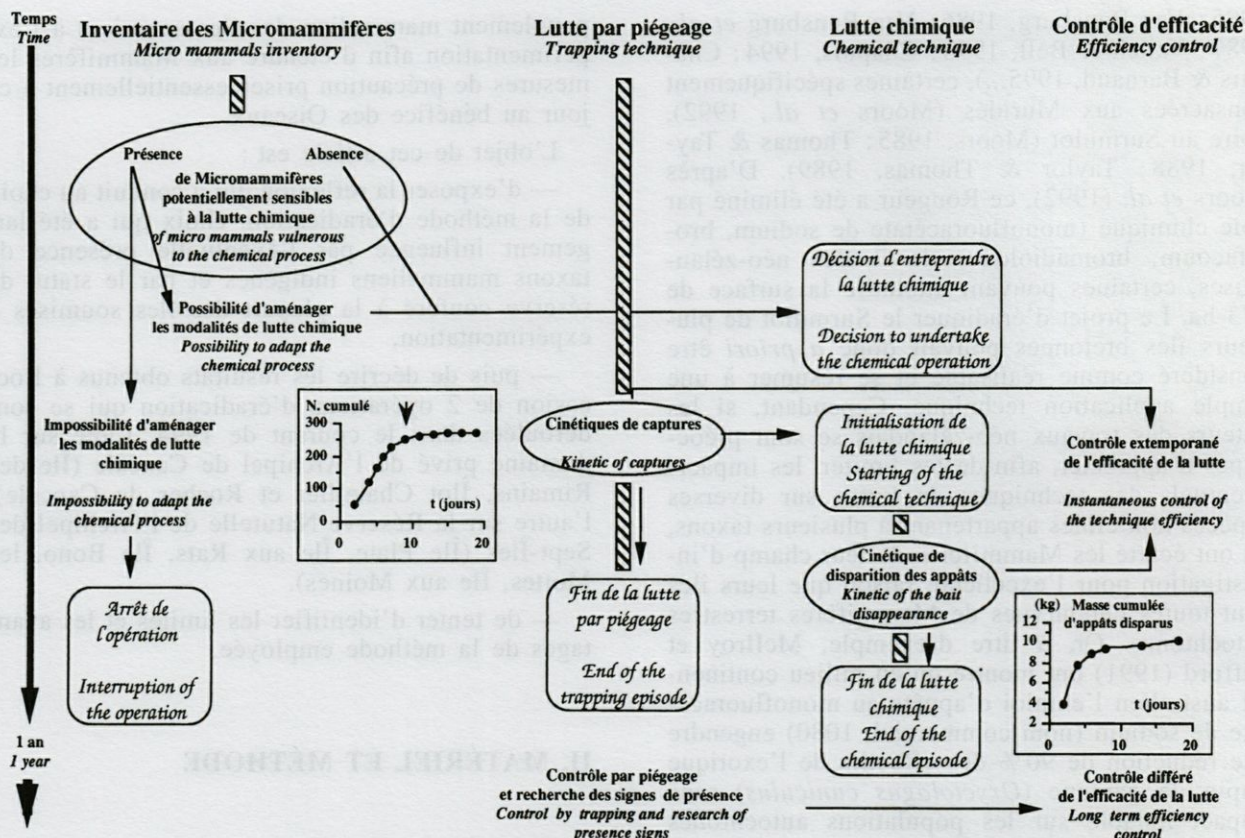 Temps
Time
Inventaire des Micromammifères
Micro mammals inventory
Lutte par piégeage
Trapping technique
Lutte chimique
Chemical technique
Contrôle d'efficacité
Efficiency control
Présence
Absence
de Micromammifères
potentiellement sensibles
à la lutte chimique
of micro mammals vulnerous
to the chemical process
Possibilité d'aménager
les modalités de lutte chimique
Possibility to adapt the
chemical process
Décision d'entreprendre
la lutte chimique
Decision to undertake
the chemical operation
Impossibilité d'aménager
les modalités de lutte
chimique
Impossibility to adapt the
chemical process
N. cumulé
300
200
100
0
t (jours)
0
10
20
Cinétiques de captures
Kinetic of captures
Initialisation de
la lutte chimique
Starting of the
chemical technique
Contrôle contemporané
de l'efficacité de la lutte
Instantaneous control of
the technique efficiency
Cinétique de
disparition des appâts
Kinetic of the bait
disappearance
Arrêt de
l'opération
Interruption of
the operation
Fin de la lutte
par piégeage
End of the
trapping episode
Fin de la lutte
chimique
End of the
chemical episode
(kg)
Masse cumulée
d'appâts disparus
12
10
8
6
4
2
t (jours)
0
10
20
1 an
1 year
Contrôle par piégeage
et recherche des signes de présence
Control by trapping and research of
presence signs
Contrôle différé
de l'efficacité de la lutte
Long term efficiency
control